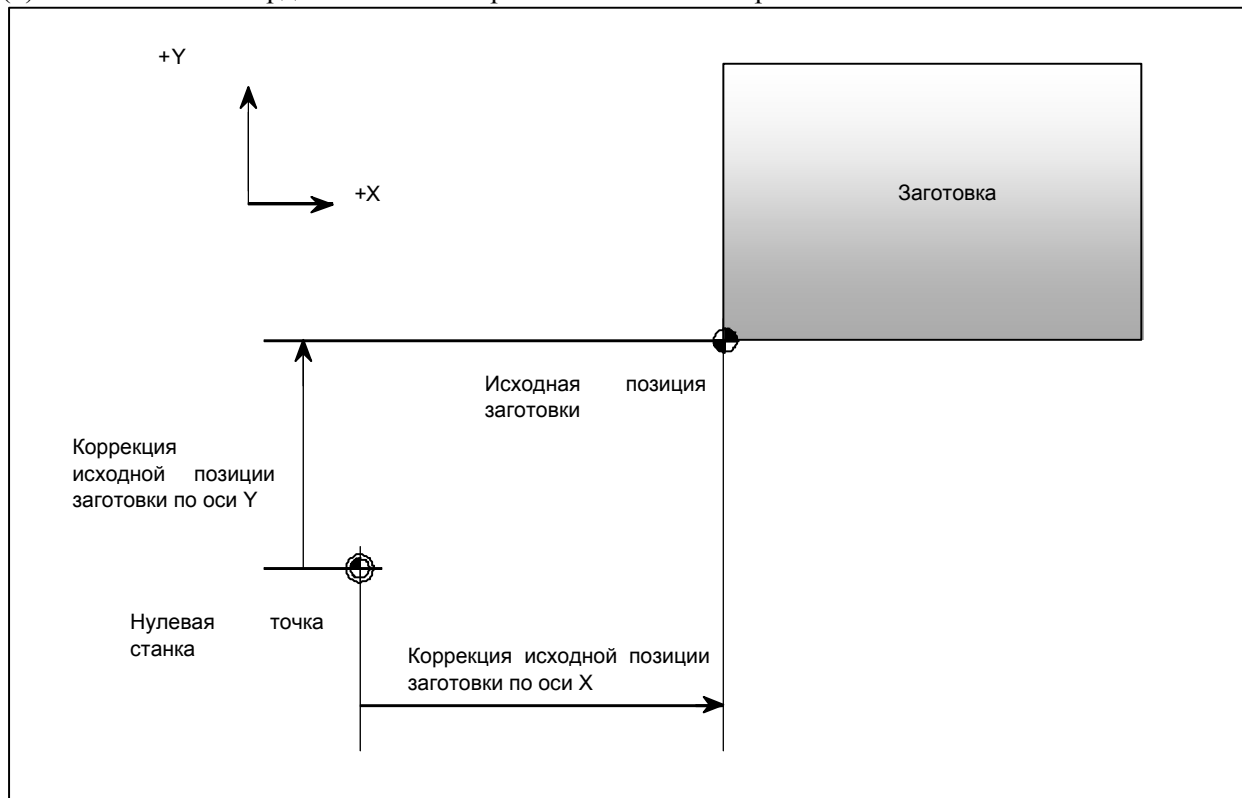 +Y
+X
Заготовка
Исходная позиция
заготовки
Коррекция
исходной позиции
заготовки по оси Y
Нулевая точка
станка
Коррекция исходной позиции
заготовки по оси X